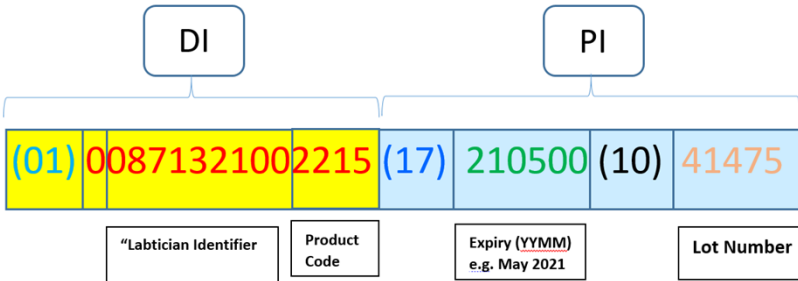 DI PI
(01) 00871321002215 (17) 210500 (10) 41475
“Labtician Identifier
Product
Code
Expiry (YYMM)
e.g. May 2021
Lot Number